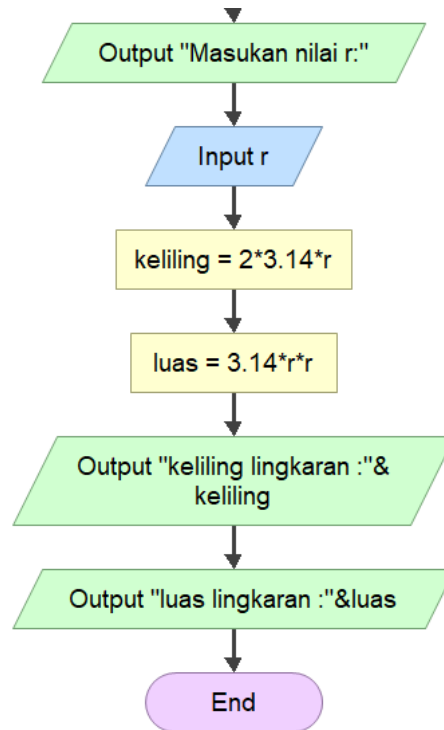 Output "Masukan nilai r:"
Input r
keliling = 2*3.14*r
luas = 3.14*r*r
Output "keliling lingkaran :"&
keliling
Output "luas lingkaran :"&luas
End